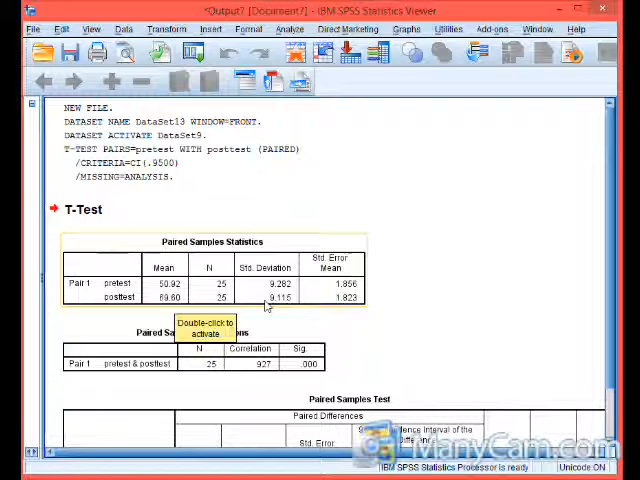 *Output7 [Document7] - IBM SPSS Statistics Viewer
File Edit View Data Transform Insert Format Analyze Direct Marketing Graphs Utilities Add-ons Window Help
NEW FILE.
DATASET NAME DataSet13 WINDOW=FRONT.
DATASET ACTIVATE DataSet9.
T-TEST PAIRS=pretest WITH posttest (PAIRED)
/CRITERIA=CI(.9500)
/MISSING=ANALYSIS.
T-Test
Paired Samples Statistics
Mean N Std. Deviation Std. Error Mean
Pair 1 pretest 50.92 25 9.282 1.856
posttest 69.60 25 9.115 1.823
Double-click to
activate
N Correlation Sig.
Pair 1 pretest & posttest 25 .927 .000
Paired Samples Test
Paired Differences
Interval of the
Std. Error
ManyCam.com
IBM SPSS Statistics Processor is ready Unicode:ON